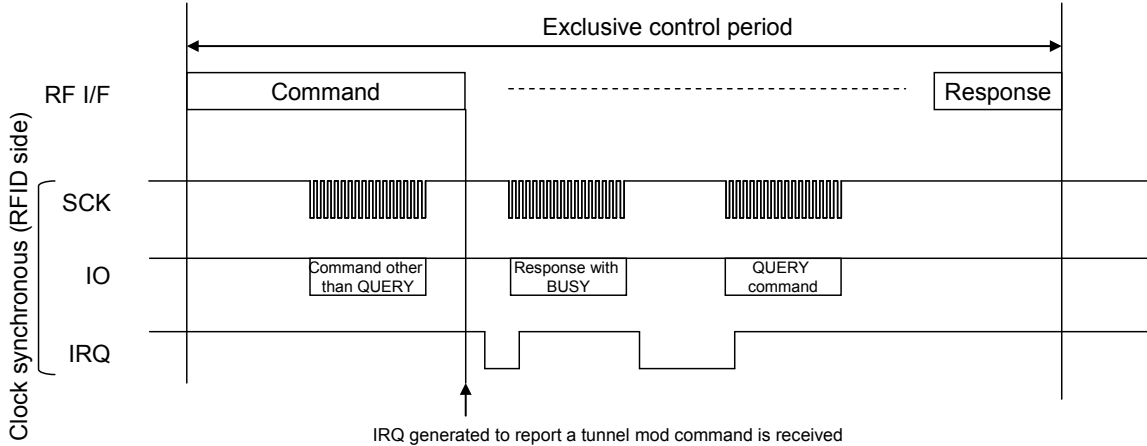 Exclusive control period
RF I/F
Command
Response
Clock synchronous (RFID side)
SCK
IO
Command other
than QUERY
Response with
BUSY
QUERY
command
IRQ
IRQ generated to report a tunnel mod command is received